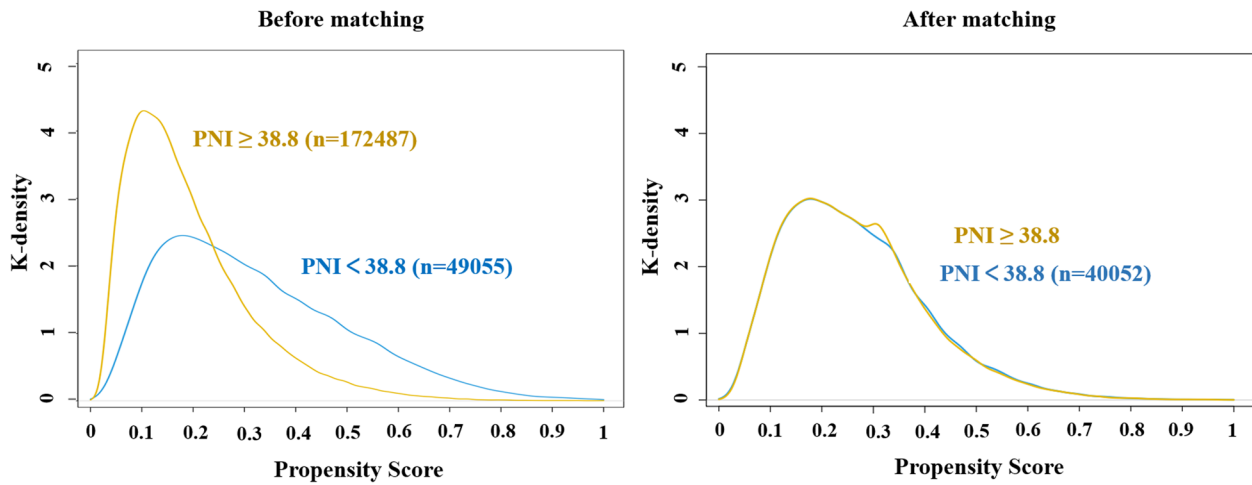 Before matching
K-density
5
4
3
2
1
0
PNI ≥ 38.8 (n=172487)
PNI < 38.8 (n=49055)
0 0.1 0.2 0.3 0.4 0.5 0.6 0.7 0.8 0.9 1
Propensity Score
After matching
K-density
5
4
3
2
1
0
PNI ≥ 38.8
PNI < 38.8 (n=40052)
0 0.1 0.2 0.3 0.4 0.5 0.6 0.7 0.8 0.9 1
Propensity Score